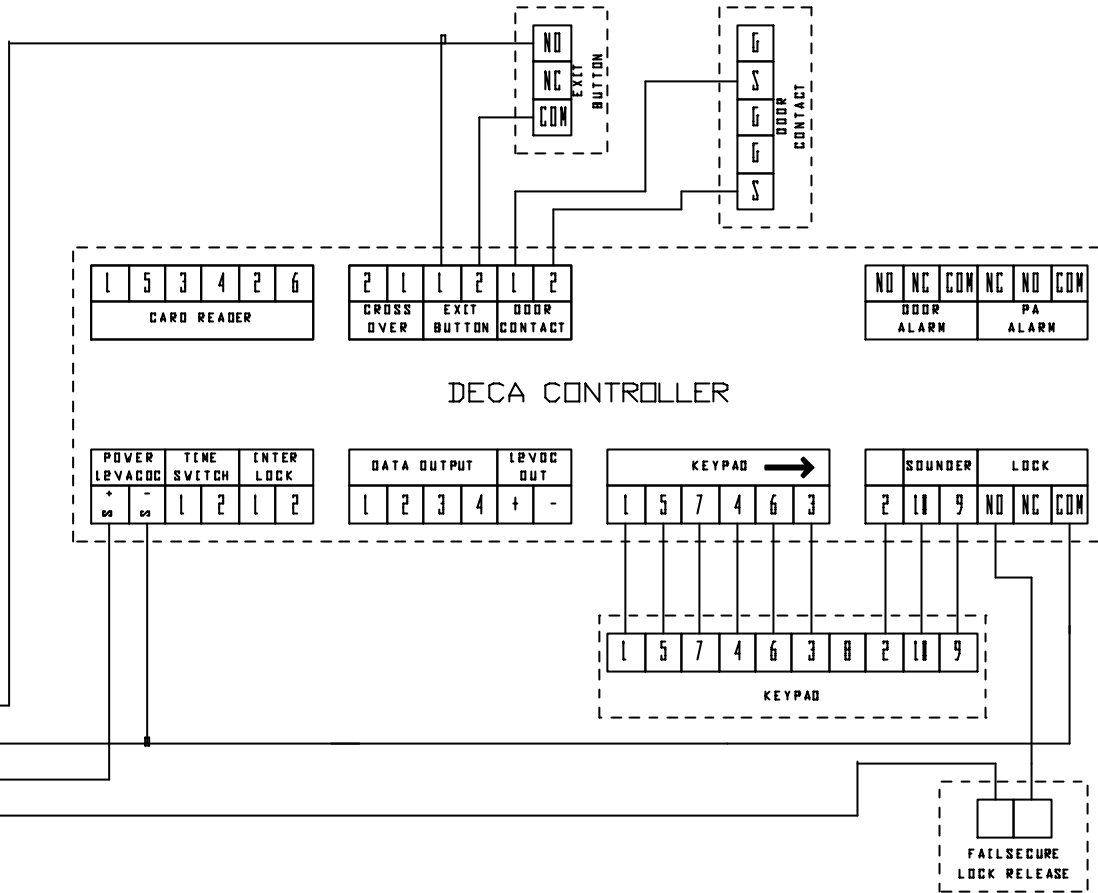 NO
NC
COM
EXIT
BUTTON
G
S
G
G
S
DOOR
CONTACT
1 5 3 4 2 6
CARD READER
2 1 1 2 1 2
CROSS OVER
EXIT BUTTON
DOOR CONTACT
NO NC COM NC NO COM
DOOR ALARM
PA ALARM
DECA CONTROLLER
POWER 12VACDC
TIME SWITCH
INTER LOCK
+ - 1 2 1 2
DATA OUTPUT
12VDC OUT
1 2 3 4 + -
KEYPAD
1 5 7 4 6 3
SOUNDER
LOCK
2 10 9 NO NC COM
1 5 7 4 6 3 8 2 10 9
KEYPAD
FAILSECURE
LOCK RELEASE